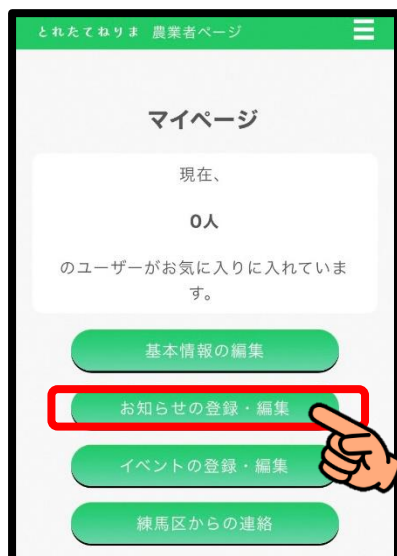 とれたてねりま 農業者ページ
マイページ
現在、
0人
のユーザーがお気に入りに入れていま
す。
基本情報の編集
お知らせの登録・編集
イベントの登録・編集
練馬区からの連絡